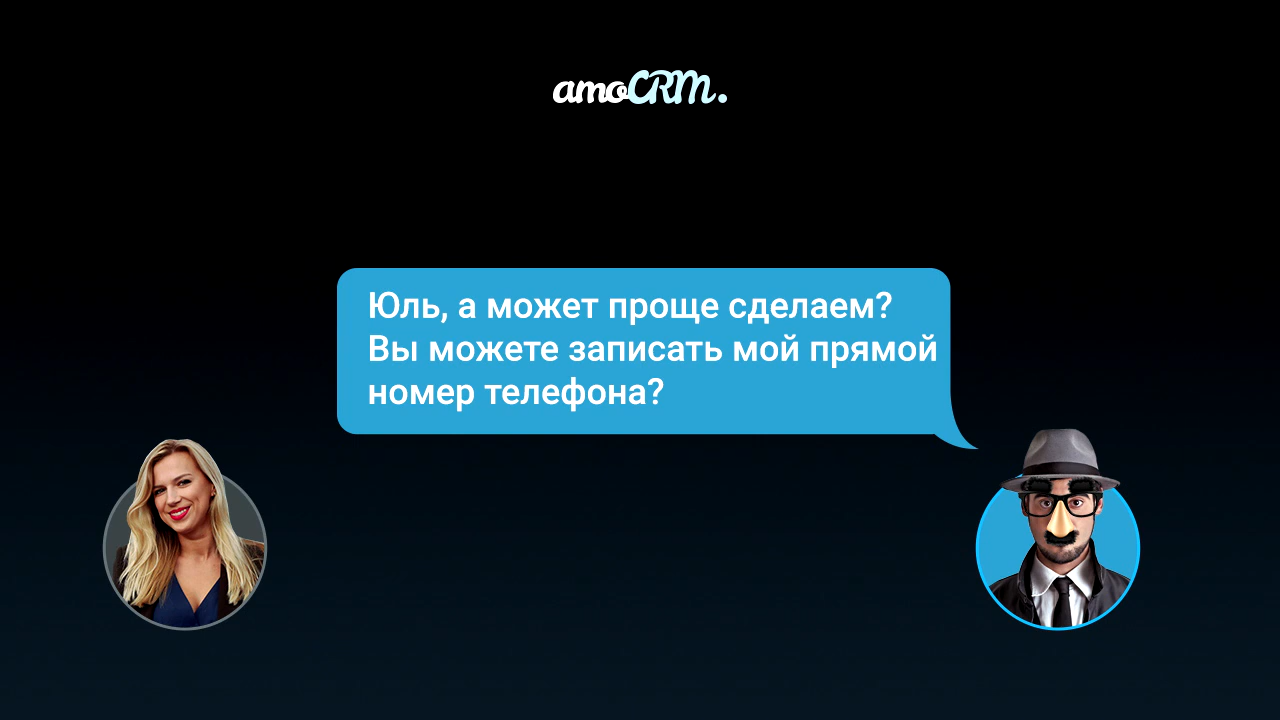 amoCRM.
Юль, а может проще сделаем?
Вы можете записать мой прямой
номер телефона?